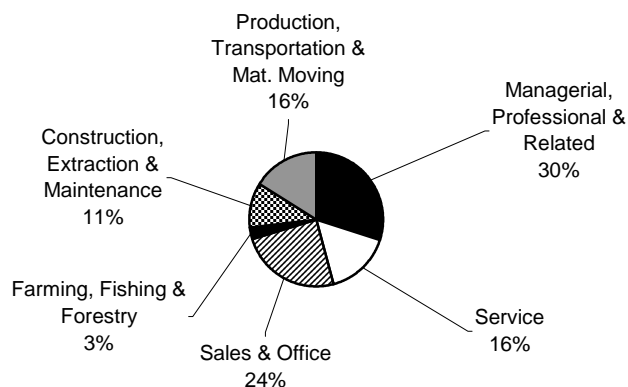 Production,
Transportation &
Mat. Moving
16%
Managerial,
Professional &
Related
30%
Construction,
Extraction &
Maintenance
11%
Farming, Fishing &
Forestry
3%
Sales & Office
24%
Service
16%